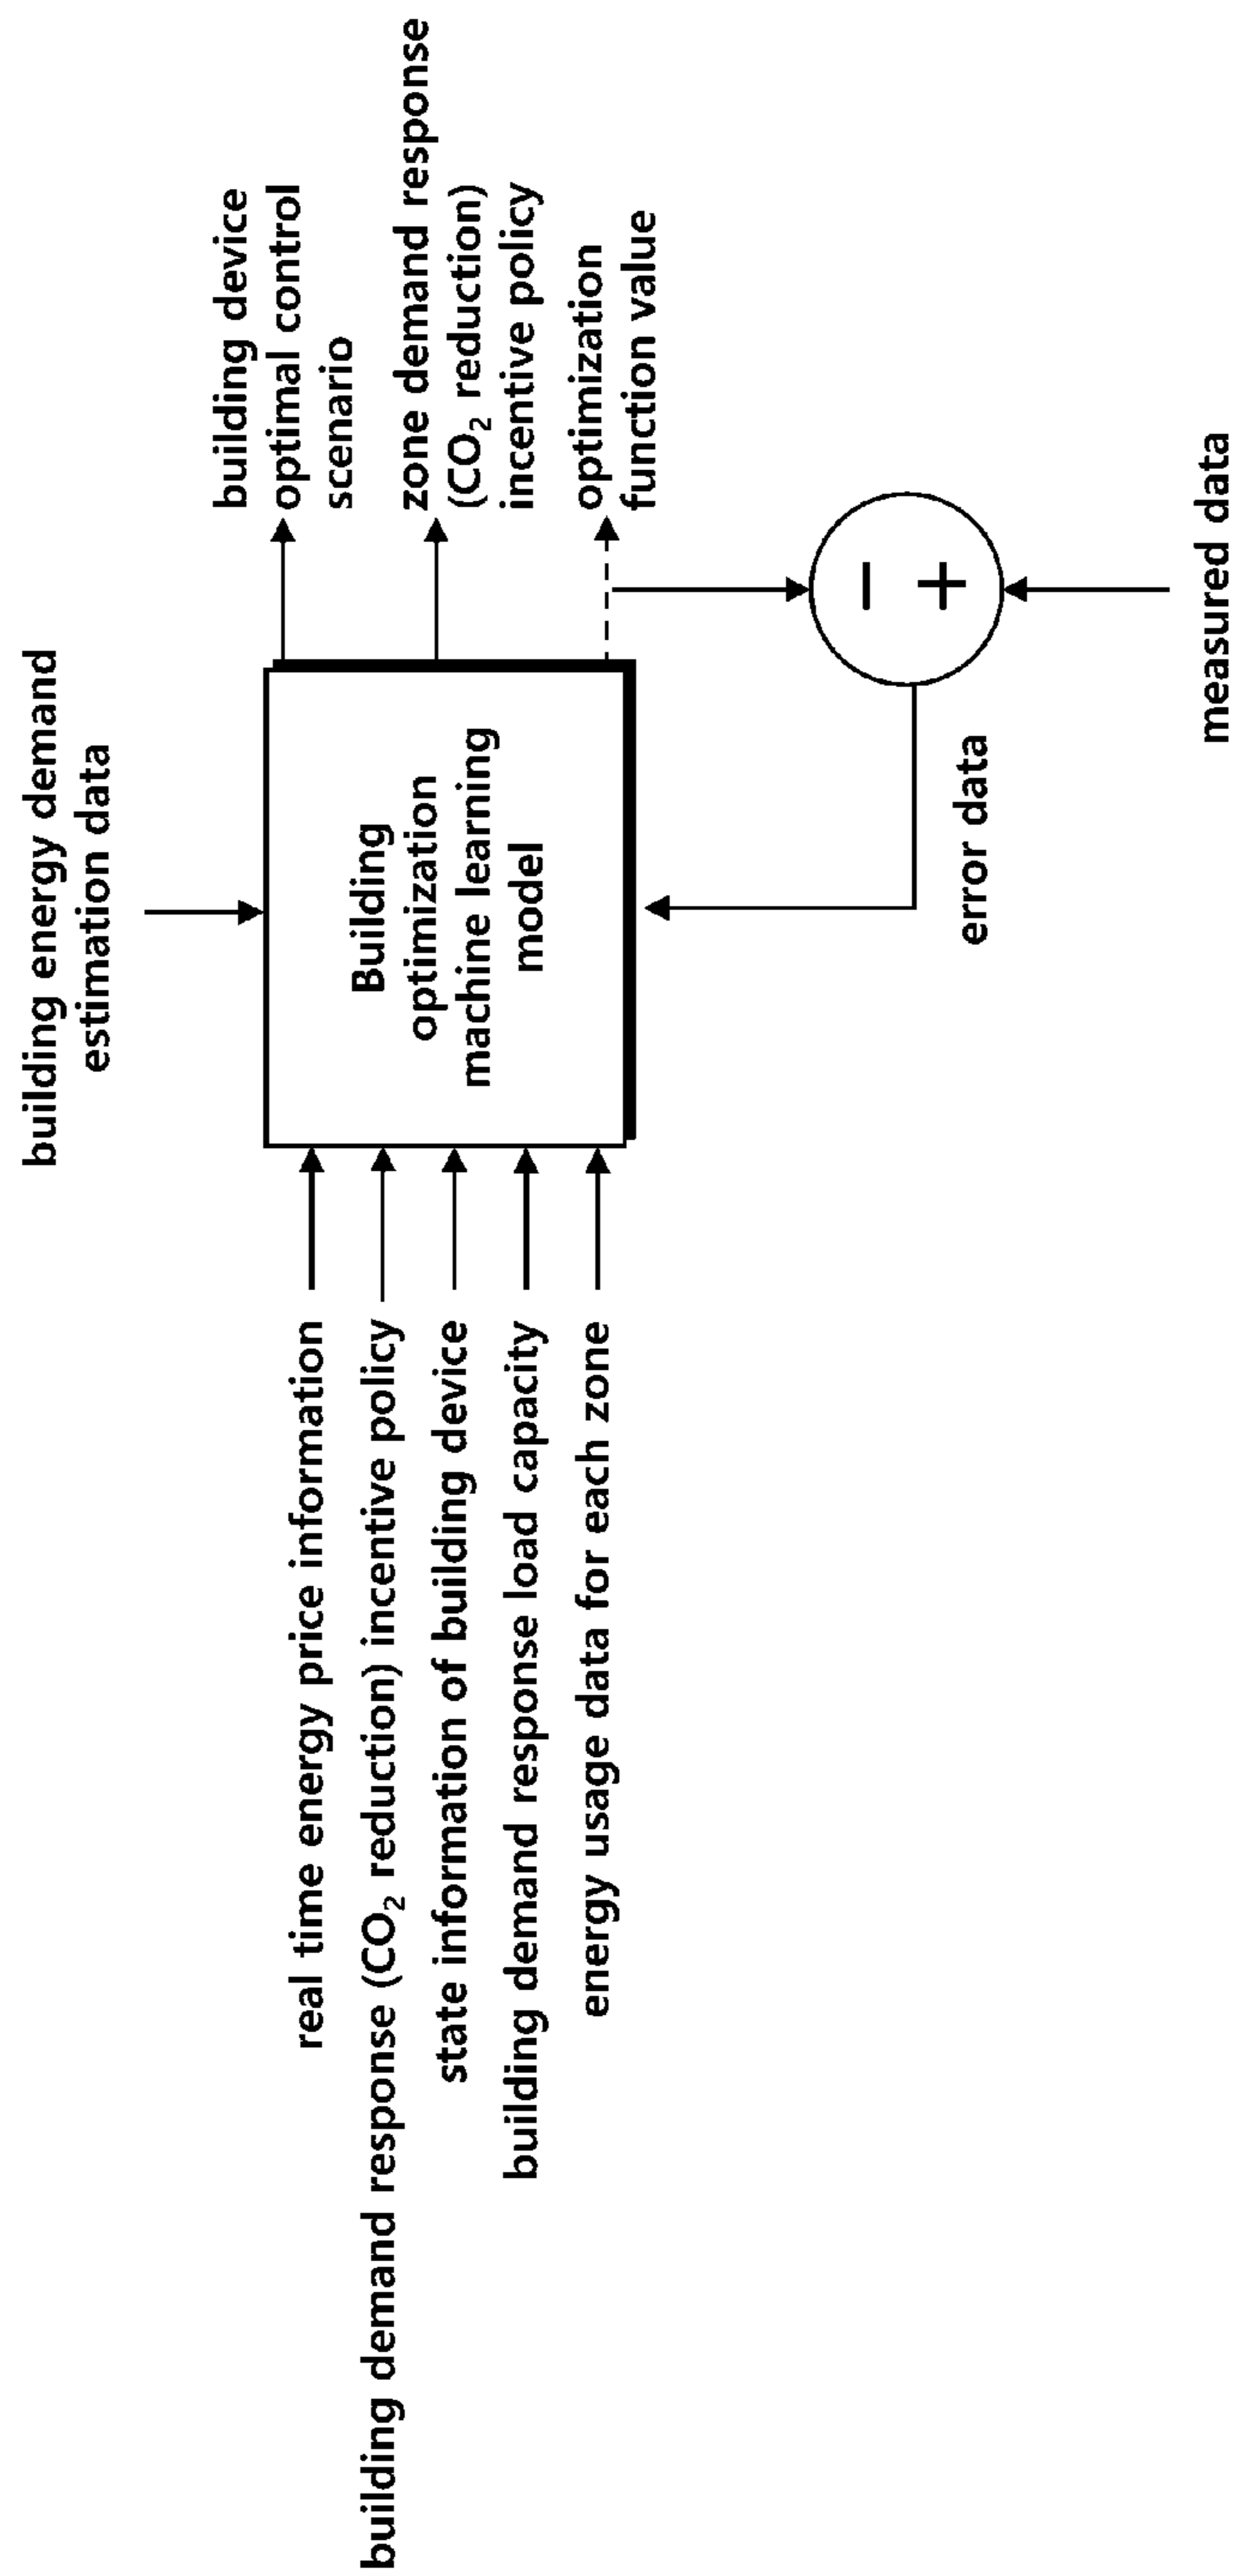 building energy demand
estimation data
real time energy price information
building demand response (CO₂ reduction) incentive policy
state information of building device
building demand response load capacity
energy usage data for each zone
Building
optimization
machine learning
model
building device
optimal control
scenario
zone demand response
(CO₂ reduction)
incentive policy
optimization
function value
−
+
error data
measured data